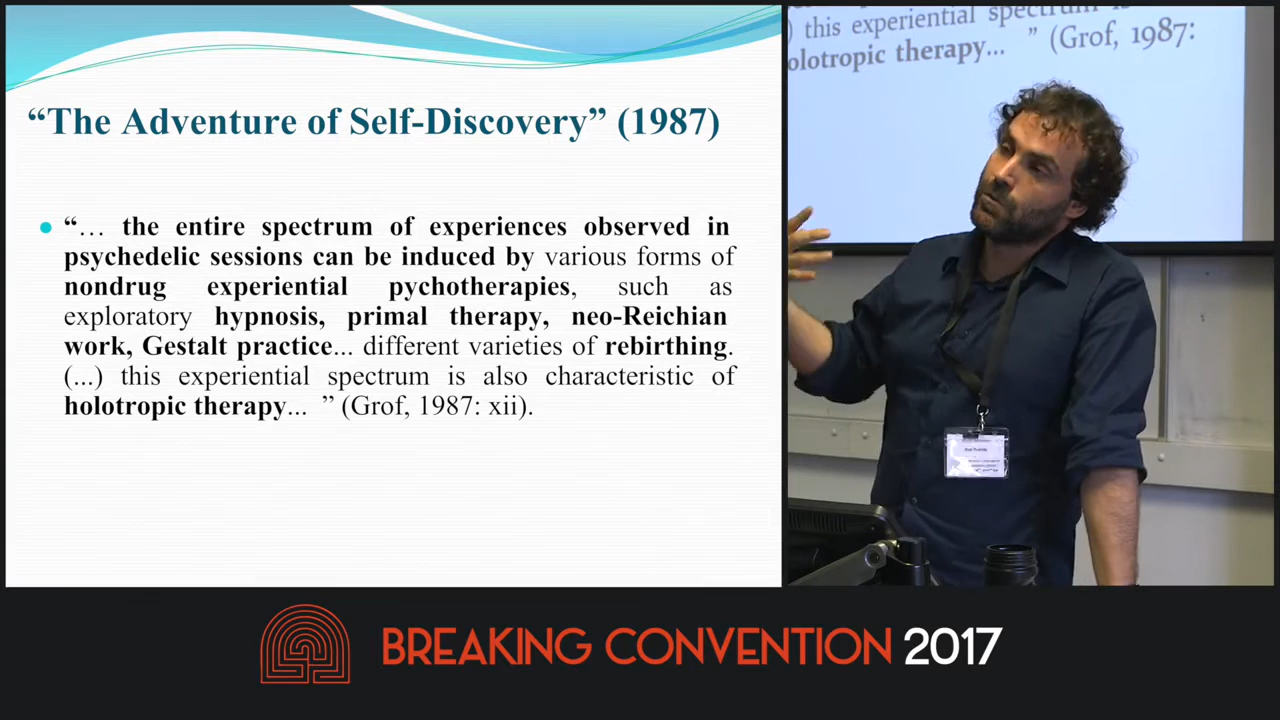 “The Adventure of Self-Discovery” (1987)
“… the entire spectrum of experiences observed in
psychedelic sessions can be induced by various forms of
nondrug experiential pychotherapies, such as
exploratory hypnosis, primal therapy, neo-Reichian
work, Gestalt practice... different varieties of rebirthing.
(...) this experiential spectrum is also characteristic of
holotropic therapy... ” (Grof, 1987: xii).
) this experiential spectrum is
olotropic therapy... ” (Grof, 1987:
BREAKING CONVENTION 2017